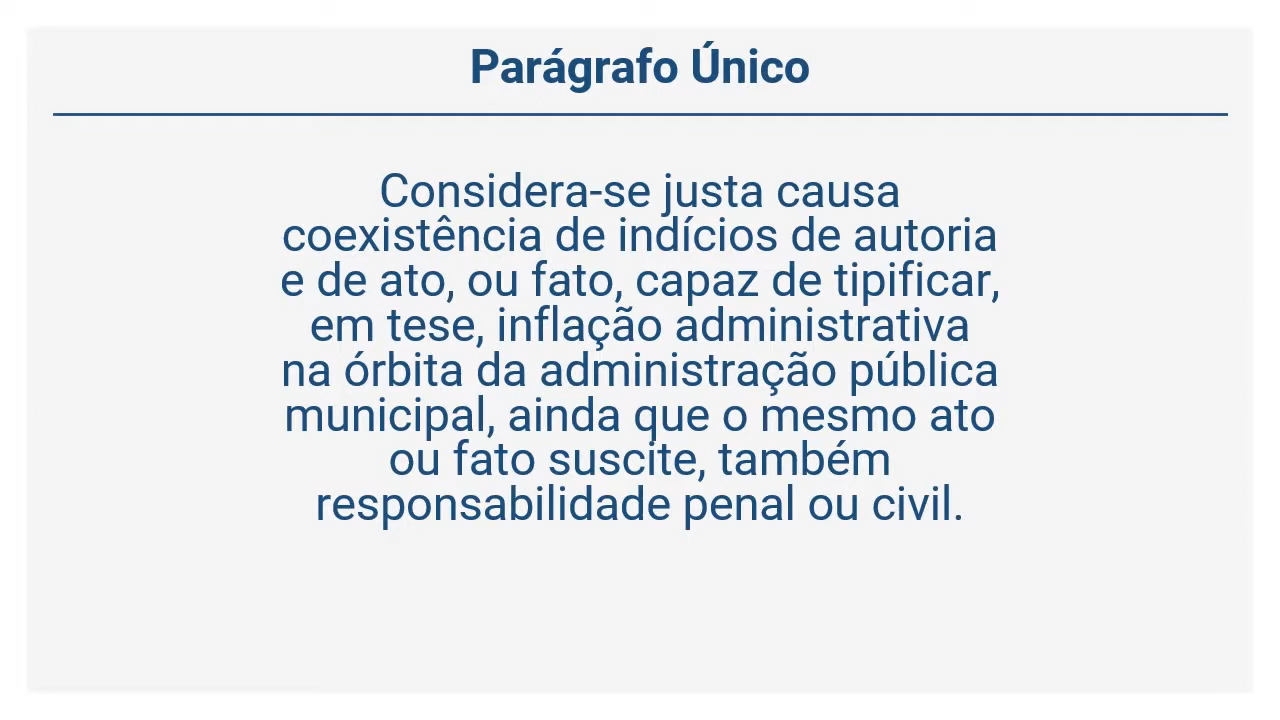 Parágrafo Único
Considera-se justa causa
coexistência de indícios de autoria
e de ato, ou fato, capaz de tipificar,
em tese, inflação administrativa
na órbita da administração pública
municipal, ainda que o mesmo ato
ou fato suscite, também
responsabilidade penal ou civil.